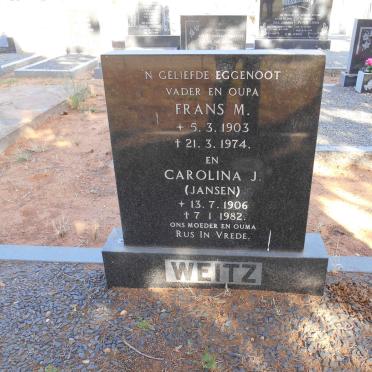 'N GELIEFDE EGGENOOT
VADER EN OUPA
FRANS M.
+ 5. 3. 1903
† 21. 3. 1974.
EN
CAROLINA J.
(JANSEN)
+ 13. 7. 1906
† 7. 1 1982.
ONS MOEDER EN OUMA
RUS IN VREDE.
WEITZ